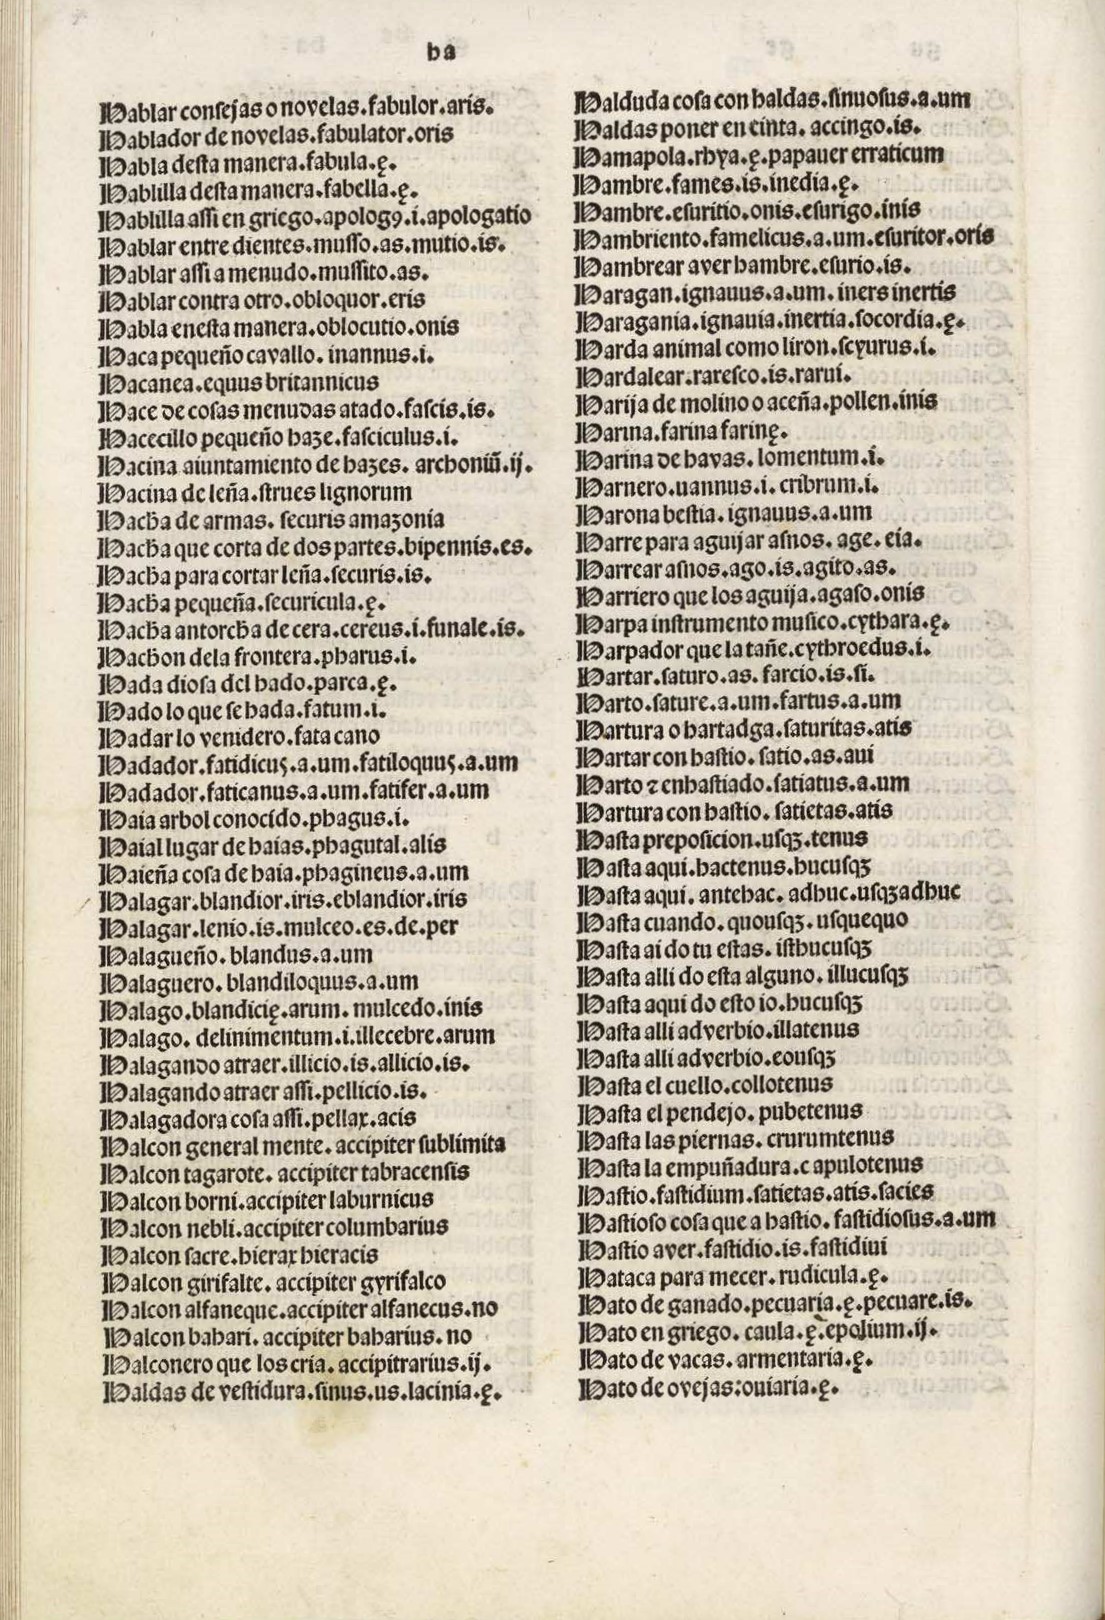 ha
Hablar consejas o novelas.fabulor.aris.
Hablador de novelas.fabulator.oris
Habla desta manera.fabula.ę.
Hablilla desta manera.fabella.ę.
Hablilla assi en griego.apologꝰ.i.apologatio
Hablar entre dientes.musso.as.mutio.is.
Hablar assi a menudo.mussito.as.
Hablar contra otro.obloquor.eris
Habla enesta manera.oblocutio.onis
Haca pequeño cavallo. inannus.i.
Hacanea.equus britannicus
Hace de cosas menudas atado.fascis.is.
Hacecillo pequeño haze.fasciculus.i.
Hacina aiuntamiento de hazes. archoniũ.ij.
Hacina de leña.strues lignorum
Hacha de armas. securis amazonia
Hacha que corta de dos partes.bipennis.es.
Hacha para cortar leña.securis.is.
Hacha pequeña.securicula.ę.
Hacha antorcha de cera.cereus.i.funale.is.
Hachon dela frontera.pharus.i.
Hada diosa del hado.parca.ę.
Hado lo que se hada.fatum.i.
Hadar lo venidero.fata cano
Hadador.fatidicus.a.um.fatiloquus.a.um
Hadador.faticanus.a.um.fatifer.a.um
Haia arbol conocido.phagus.i.
Haial lugar de haias.phagutal.alis
Haieña cosa de haia.phagineus.a.um
Halagar.blandior.iris.eblandior.iris
Halagar.lenio.is.mulceo.es.de.per
Halagueño. blandus.a.um
Halaguero. blandiloquus.a.um
Halago.blandicię.arum. mulcedo.inis
Halago. delinimentum.i.illecebre.arum
Halagando atraer.illicio.is.allicio.is.
Halagando atraer assi.pellicio.is.
Halagadora cosa assi.pellax.acis
Halcon general mente. accipiter sublimita
Halcon tagarote. accipiter tabracensis
Halcon borni.accipiter laburnicus
Halcon nebli.accipiter columbarius
Halcon sacre.hierax hieracis
Halcon girifalte. accipiter gyrifalco
Halcon alfaneque.accipiter alfanecus.no
Halcon bahari. accipiter baharius. no
Halconero que los cria. accipitrarius.ij.
Haldas de vestidura.sinus.us.lacinia.ę.
Halduda cosa con haldas.sinuosus.a.um
Haldas poner en cinta. accingo.is.
Hamapola.rhya.ę.papauer erraticum
Hambre.fames.is.inedia.ę.
Hambre.esuritio.onis.esurigo.inis
Hambriento.famelicus.a.um.esuritor.oris
Hambrear aver hambre.esurio.is.
Haragan.ignauus.a.um. iners inertis
Haragania.ignauia.inertia.socordia.ę.
Harda animal como liron.scyurus.i.
Hardalear.raresco.is.rarui.
Harija de molino o aceña.pollen.inis
Harina.farina farinę.
Harina de havas. lomentum.i.
Harnero.uannus.i. cribrum.i.
Harona bestia. ignauus.a.um
Harre para aguijar asnos. age. eia.
Harrear asnos.ago.is.agito.as.
Harriero que los aguija.agaso.onis
Harpa instrumento musico.cythara.ę.
Harpador que la tañe.cythroedus.i.
Hartar.saturo.as. farcio.is.si.
Harto.sature.a.um.fartus.a.um
Hartura o hartadga.saturitas.atis
Hartar con hastio. satio.as.aui
Harto ⁊ enhastiado.satiatus.a.um
Hartura con hastio. satietas.atis
Hasta preposicion.usqꝫ.tenus
Hasta aqui.hactenus.hucusqꝫ
Hasta aqui. antehac. adhuc.usqꝫadhuc
Hasta cuando. quousqꝫ. usquequo
Hasta ai do tu estas. isthucusqꝫ
Hasta alli do esta alguno. illucusqꝫ
Hasta aqui do esto io.hucusqꝫ
Hasta alli adverbio.illatenus
Hasta alli adverbio.eousqꝫ
Hasta el cuello.collotenus
Hasta el pendejo. pubetenus
Hasta las piernas. crurumtenus
Hasta la empuñadura.c apulotenus
Hastio.fastidium.satietas.atis.sacies
Hastioso cosa que a hastio. fastidiosus.a.um
Hastio aver.fastidio.is.fastidiui
Hataca para mecer. rudicula.ę.
Hato de ganado.pecuaria.ę.pecuare.is.
Hato en griego. caula.ę.epolium.ij.
Hato de vacas. armentaria.ę.
Hato de ovejas:ouiaria.ę.